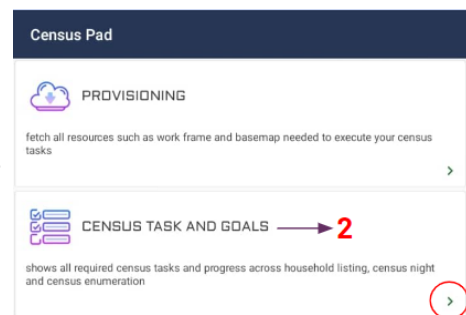 Census Pad
PROVISIONING
fetch all resources such as work frame and basemap needed to execute your census
tasks
CENSUS TASK AND GOALS 2
shows all required census tasks and progress across household listing, census night
and census enumeration